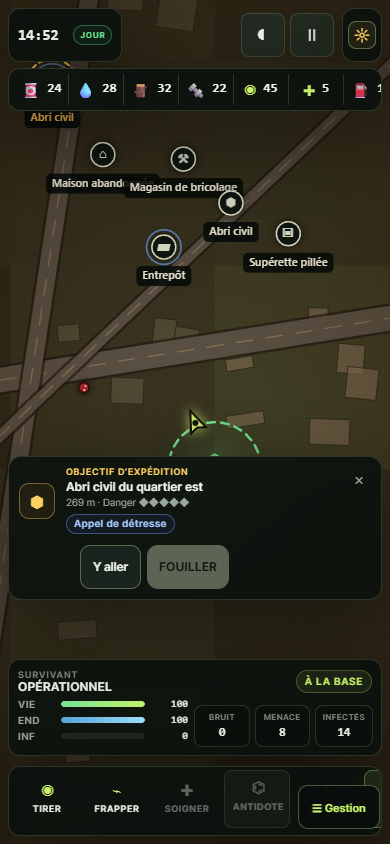 14:52 JOUR
24 28 32 22 45 5
Abri civil
Magasin de bricolage
Abri civil
Supérette pillée
Entrepôt
OBJECTIF D'EXPÉDITION
Abri civil du quartier est
269 m · Danger ◆◆◆◆◆
Appel de détresse
Y aller FOUILLER
SURVIVANT
OPÉRATIONNEL
À LA BASE
VIE 100
END 100
INF 0
BRUIT MENACE INFECTÉS
0 8 14
TIRER FRAPPER SOIGNER ANTIDOTE ☰ Gestion